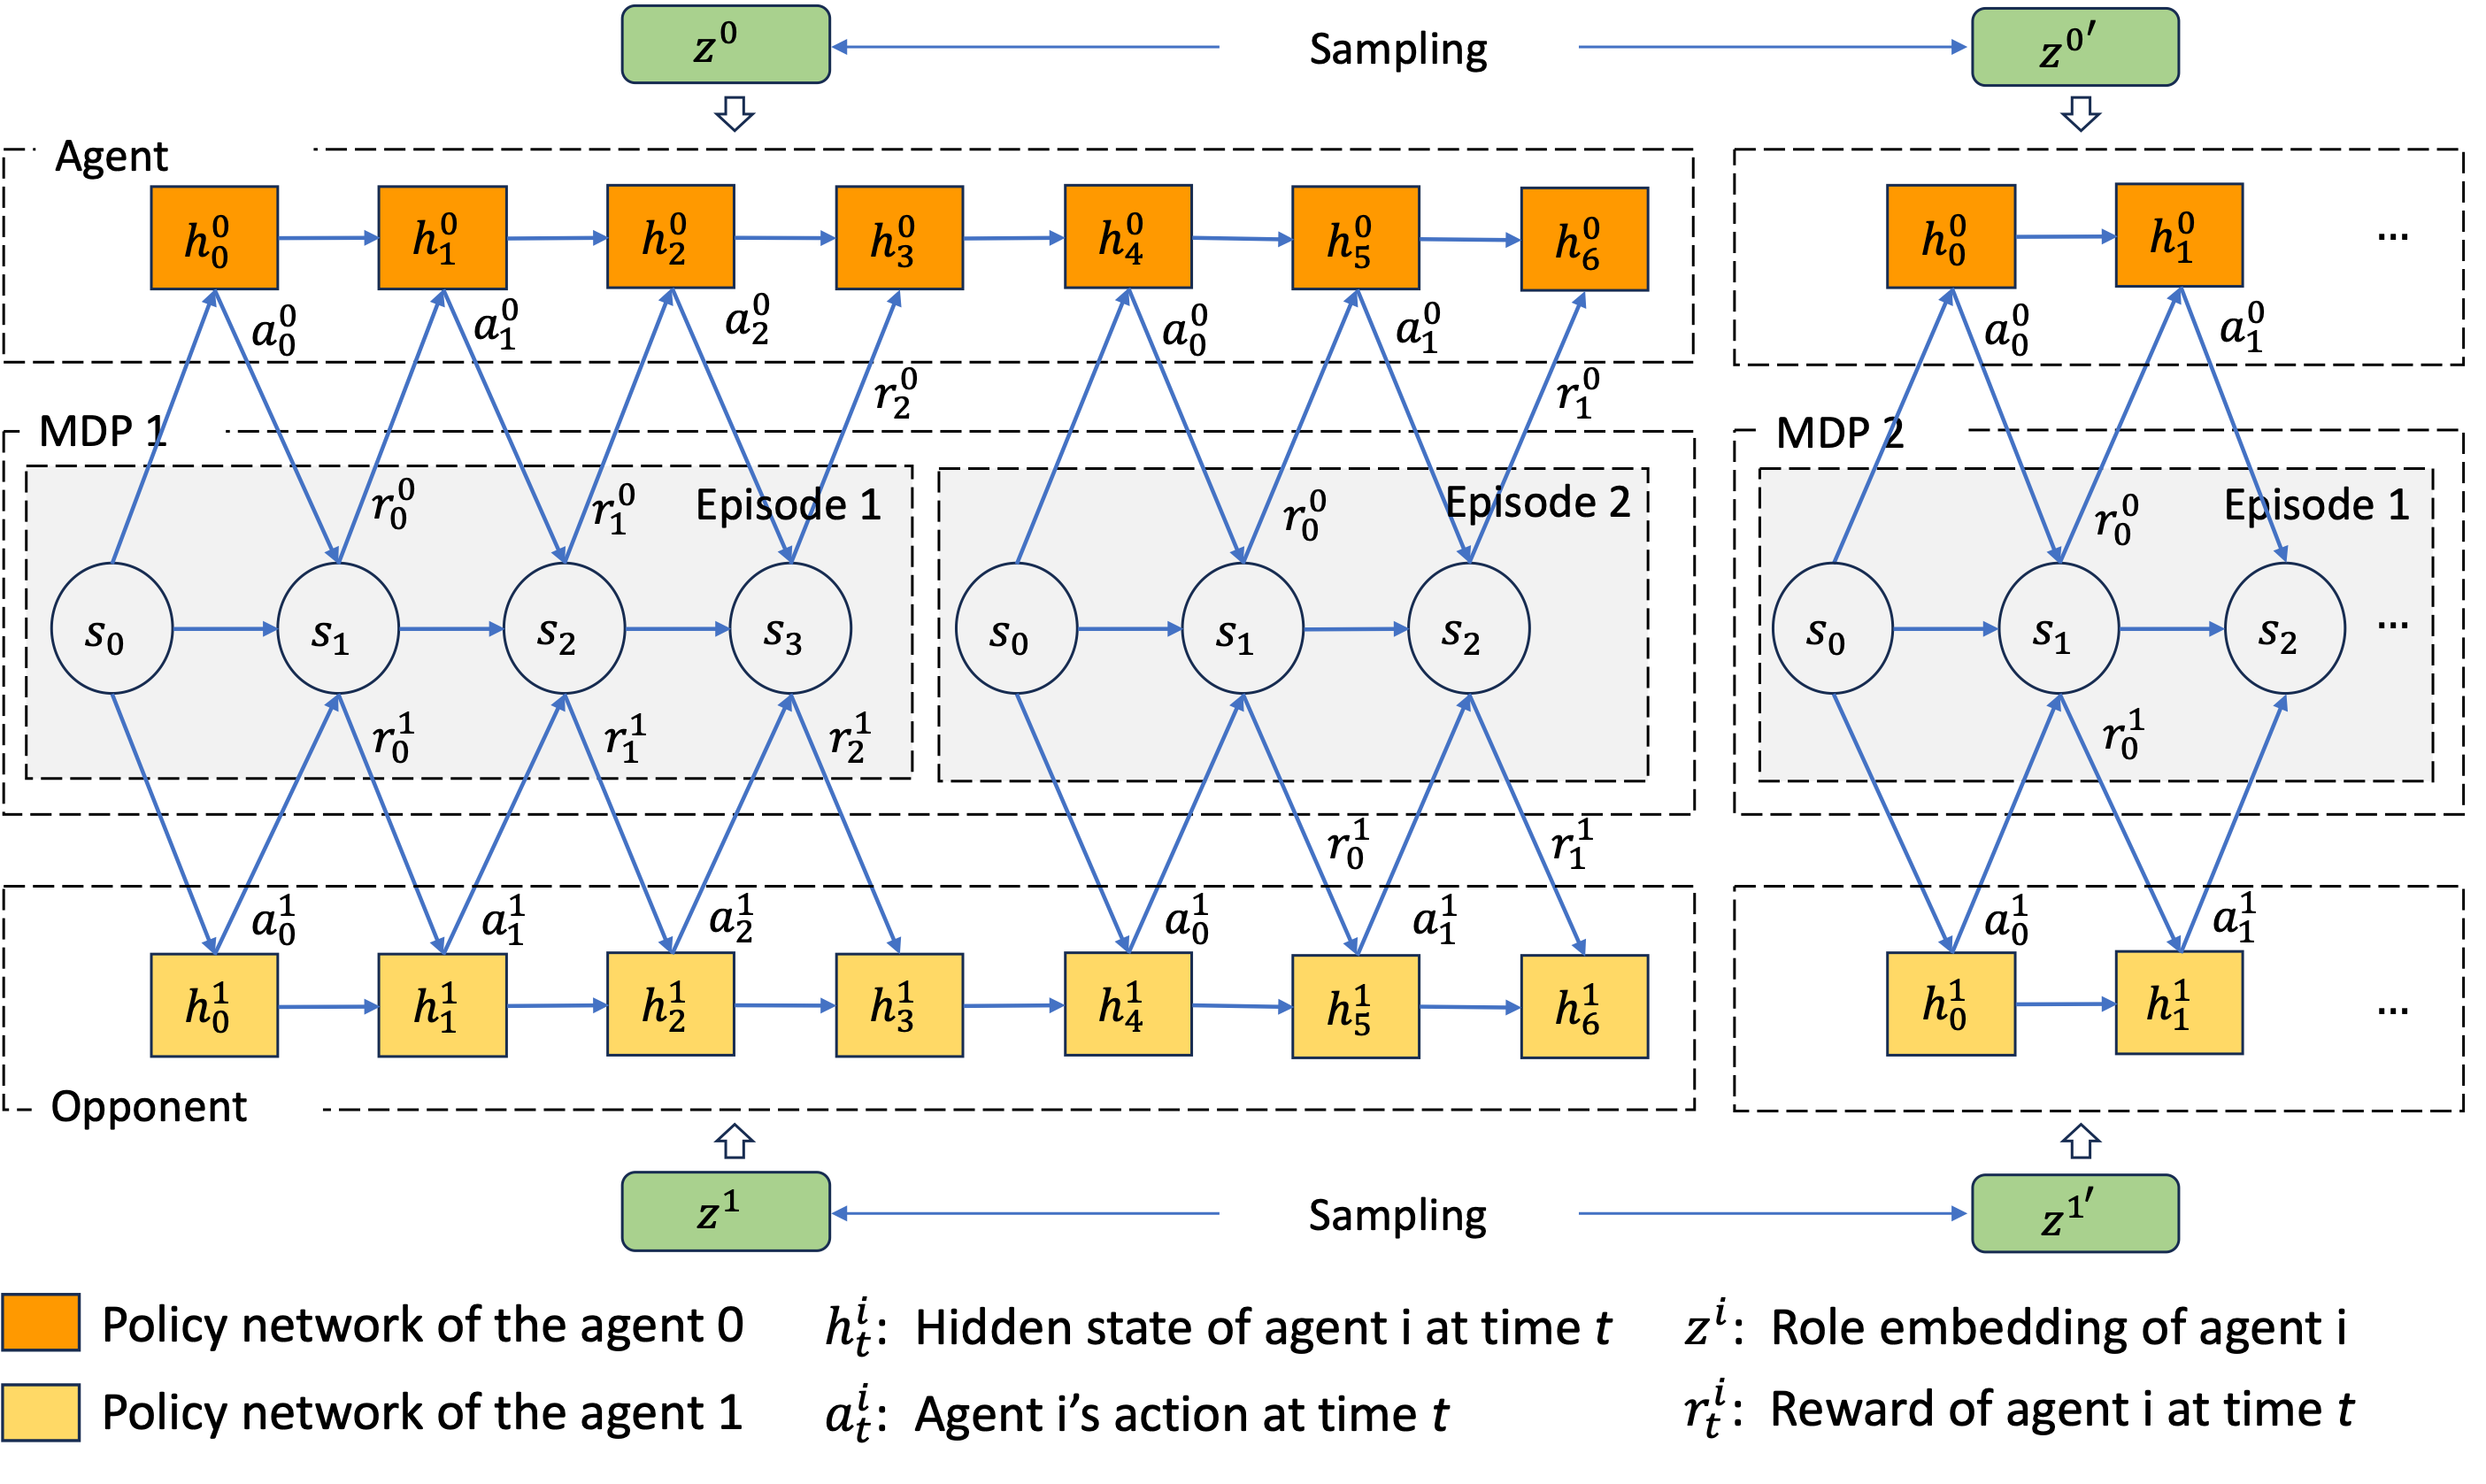 z^0 Sampling z^{0′}
Agent
h_0^0 h_1^0 h_2^0 h_3^0 h_4^0 h_5^0 h_6^0 h_0^0 h_1^0 ...
a_0^0 a_1^0 a_2^0 a_0^0 a_1^0 a_0^0 a_1^0
r_2^0 r_1^0
MDP 1 MDP 2
r_0^0 r_1^0 Episode 1 r_0^0 Episode 2 r_0^0 Episode 1
s_0 s_1 s_2 s_3 s_0 s_1 s_2 s_0 s_1 s_2 ...
r_0^1 r_1^1 r_2^1 r_0^1
r_0^1 r_1^1
a_0^1 a_1^1 a_2^1 a_0^1 a_1^1 a_0^1 a_1^1
h_0^1 h_1^1 h_2^1 h_3^1 h_4^1 h_5^1 h_6^1 h_0^1 h_1^1 ...
Opponent
z^1 Sampling z^{1′}
Policy network of the agent 0 h_t^i: Hidden state of agent i at time t z^i: Role embedding of agent i
Policy network of the agent 1 a_t^i: Agent i's action at time t r_t^i: Reward of agent i at time t